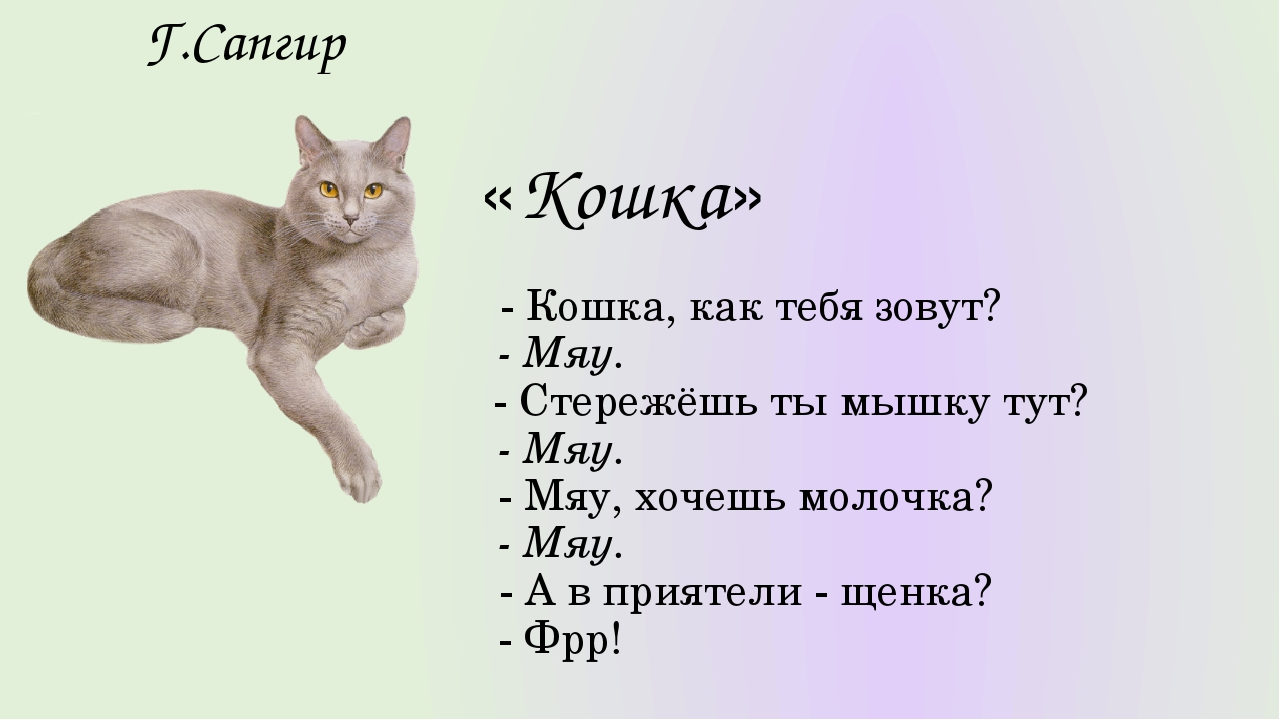 Г.Сапгир
«Кошка»
- Кошка, как тебя зовут?
- Мяу.
- Стережёшь ты мышку тут?
- Мяу.
- Мяу, хочешь молочка?
- Мяу.
- А в приятели - щенка?
- Фрр!